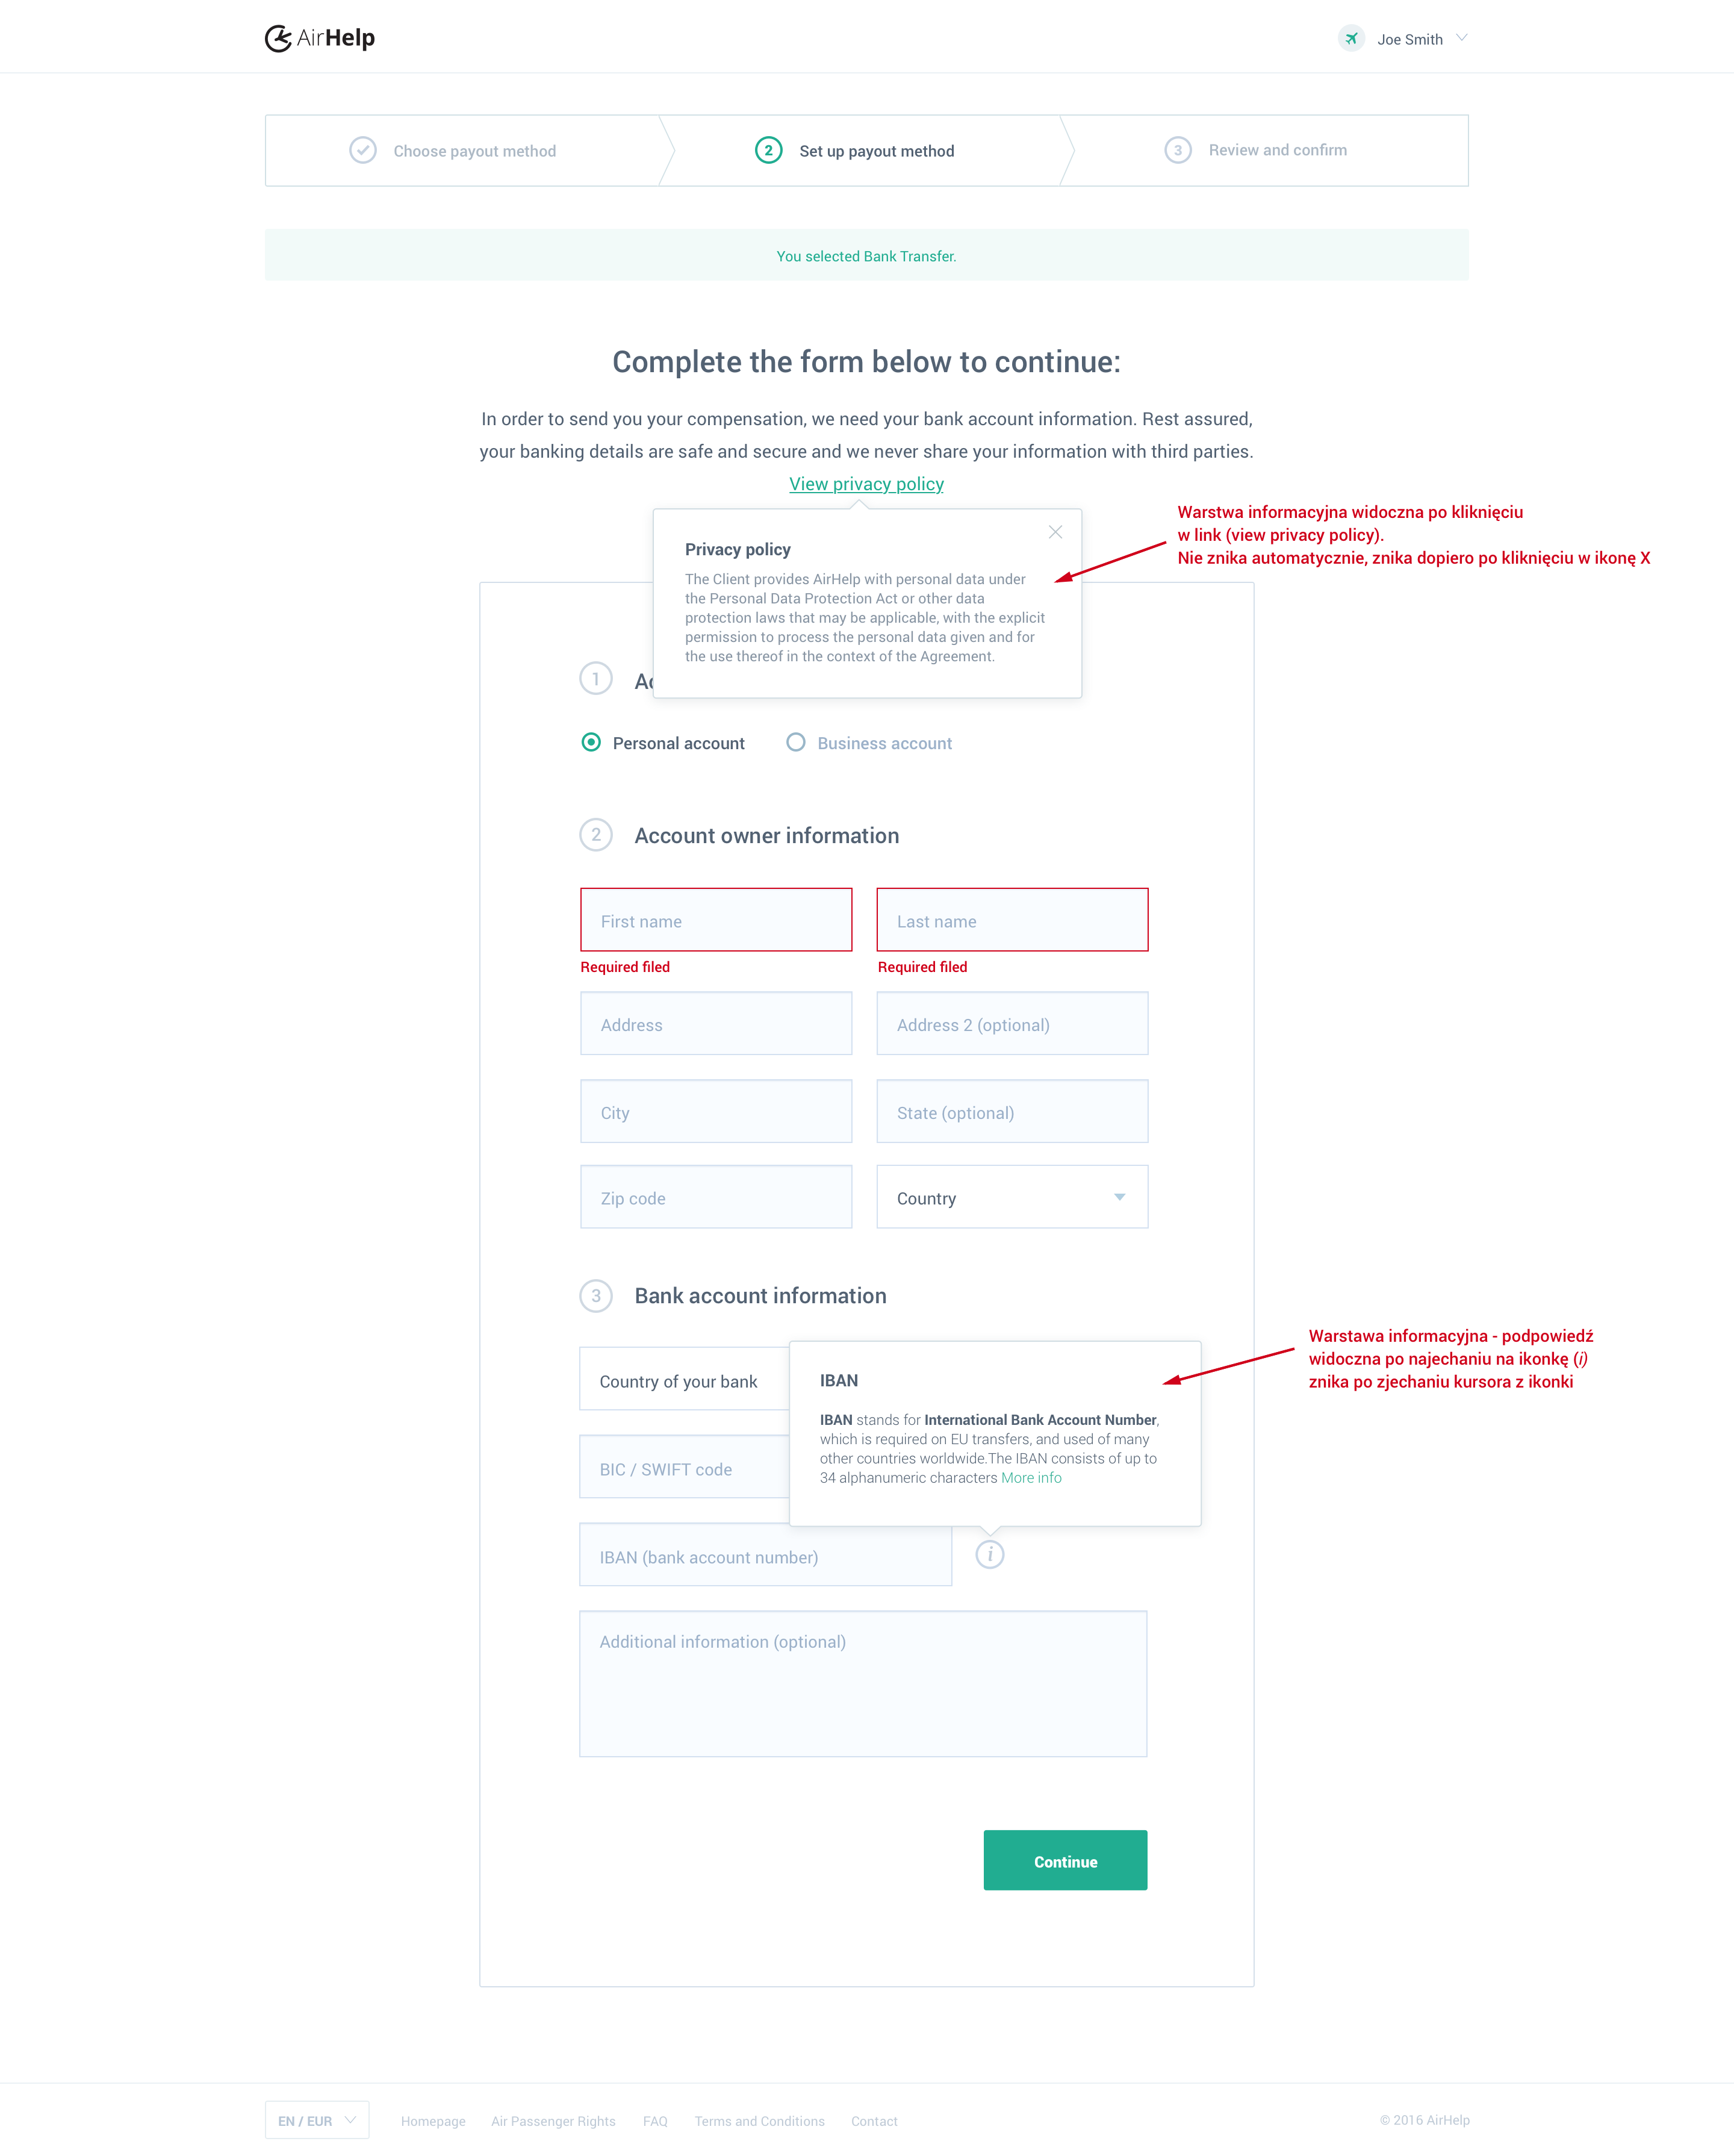 AirHelp
Joe Smith
Choose payout method
2 Set up payout method
3 Review and confirm
You selected Bank Transfer.
Complete the form below to continue:
In order to send you your compensation, we need your bank account information. Rest assured,
your banking details are safe and secure and we never share your information with third parties.
View privacy policy
Warstwa informacyjna widoczna po kliknięciu
w link (view privacy policy).
Nie znika automatycznie, znika dopiero po kliknięciu w ikonę X
Privacy policy
The Client provides AirHelp with personal data under
the Personal Data Protection Act or other data
protection laws that may be applicable, with the explicit
permission to process the personal data given and for
the use thereof in the context of the Agreement.
1
Personal account Business account
2 Account owner information
First name Last name
Required filed Required filed
Address Address 2 (optional)
City State (optional)
Zip code Country
3 Bank account information
Warstawa informacyjna - podpowiedź
widoczna po najechaniu na ikonkę (i)
znika po zjechaniu kursora z ikonki
Country of your bank
IBAN
IBAN stands for International Bank Account Number,
which is required on EU transfers, and used of many
other countries worldwide.The IBAN consists of up to
34 alphanumeric characters More info
BIC / SWIFT code
IBAN (bank account number) i
Additional information (optional)
Continue
EN / EUR Homepage Air Passenger Rights FAQ Terms and Conditions Contact © 2016 AirHelp